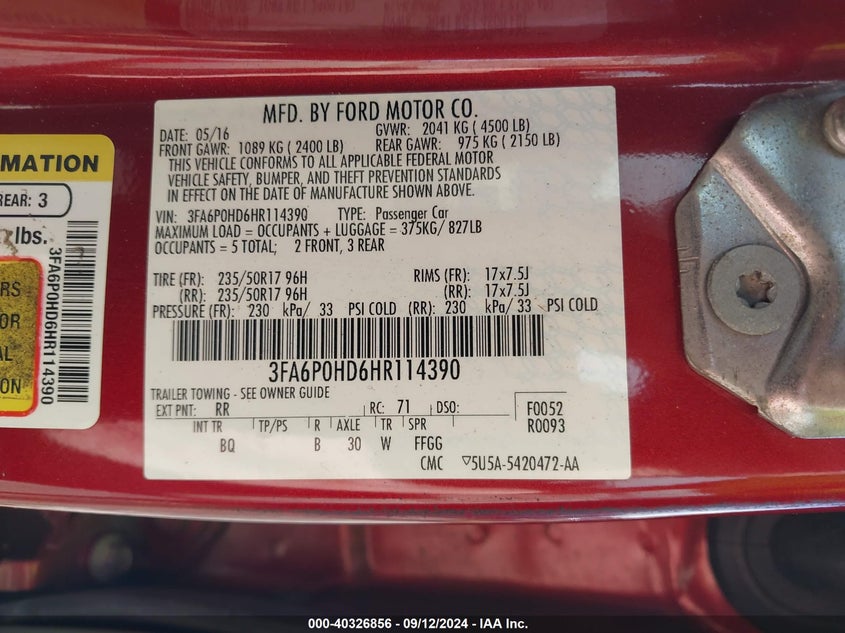 MFD. BY FORD MOTOR CO.
DATE: 05/16 GVWR: 2041 KG ( 4500 LB)
FRONT GAWR: 1089 KG ( 2400 LB) REAR GAWR: 975 KG ( 2150 LB)
THIS VEHICLE CONFORMS TO ALL APPLICABLE FEDERAL MOTOR
VEHICLE SAFETY, BUMPER, AND THEFT PREVENTION STANDARDS
IN EFFECT ON THE DATE OF MANUFACTURE SHOWN ABOVE.
VIN: 3FA6P0HD6HR114390 TYPE: Passenger Car
MAXIMUM LOAD = OCCUPANTS + LUGGAGE = 375KG/ 827LB
OCCUPANTS = 5 TOTAL; 2 FRONT, 3 REAR
TIRE (FR): 235/50R17 96H RIMS (FR): 17x7.5J
(RR): 235/50R17 96H (RR): 17x7.5J
PRESSURE (FR): 230 kPa/ 33 PSI COLD (RR): 230 kPa/ 33 PSI COLD
3FA6P0HD6HR114390
TRAILER TOWING - SEE OWNER GUIDE
EXT PNT: RR RC: 71 DSO:
F0052
R0093
INT TR TP/PS R AXLE TR SPR
BQ B 30 W FFGG
CMC ▽5U5A-5420472-AA
MATION
REAR: 3
lbs.
RS
OR
AL
ON
3FA6P0HD6HR114390
000-40326856 - 09/12/2024 - IAA Inc.